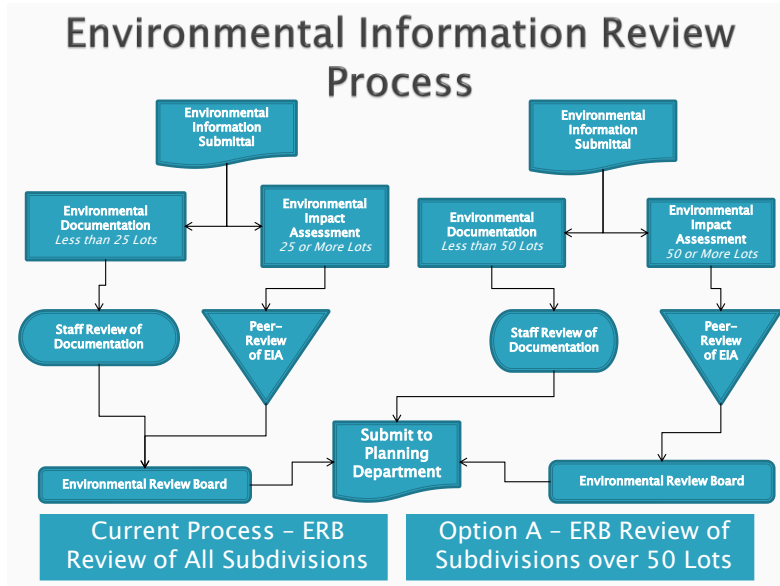 Environmental Information Review
Process
Environmental
Information
Submittal
Environmental
Documentation
Less than 25 Lots
Environmental
Impact
Assessment
25 or More Lots
Staff Review of
Documentation
Peer-
Review
of EIA
Environmental Review Board
Environmental
Information
Submittal
Environmental
Documentation
Less than 50 Lots
Environmental
Impact
Assessment
50 or More Lots
Staff Review of
Documentation
Peer-
Review
of EIA
Submit to
Planning
Department
Environmental Review Board
Current Process – ERB
Review of All Subdivisions
Option A – ERB Review of
Subdivisions over 50 Lots